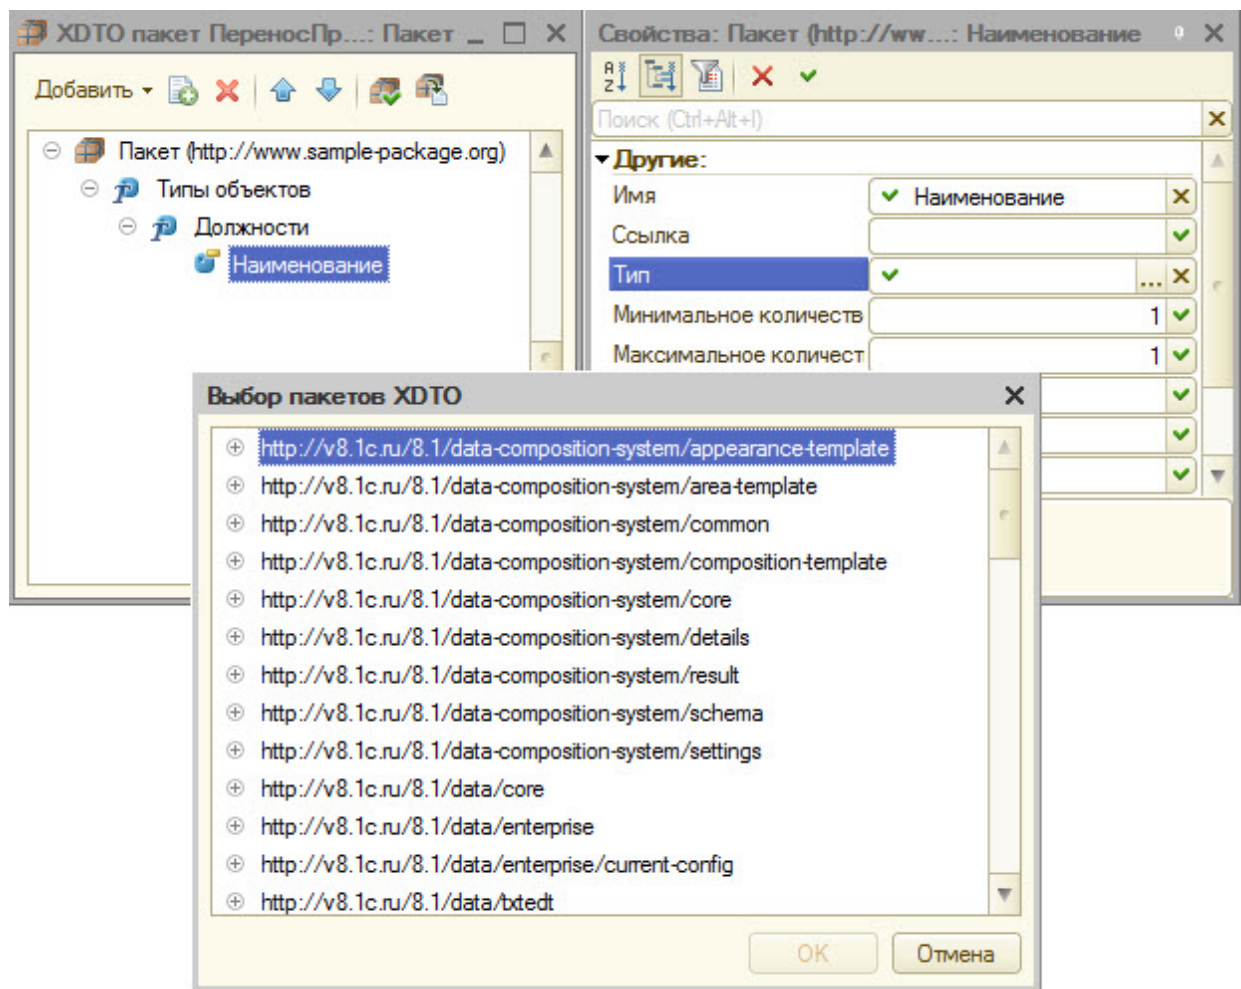 XDTO пакет ПереносПр...: Пакет
Добавить
Пакет (http://www.sample-package.org)
Типы объектов
Должности
Наименование
Свойства: Пакет (http://ww...: Наименование
Поиск (Ctrl+Alt+I)
Другие:
Имя Наименование
Ссылка
Тип ...
Минимальное количеств 1
Максимальное количест 1
Выбор пакетов XDTO
http://v8.1c.ru/8.1/data-composition-system/appearance-template
http://v8.1c.ru/8.1/data-composition-system/area-template
http://v8.1c.ru/8.1/data-composition-system/common
http://v8.1c.ru/8.1/data-composition-system/composition-template
http://v8.1c.ru/8.1/data-composition-system/core
http://v8.1c.ru/8.1/data-composition-system/details
http://v8.1c.ru/8.1/data-composition-system/result
http://v8.1c.ru/8.1/data-composition-system/schema
http://v8.1c.ru/8.1/data-composition-system/settings
http://v8.1c.ru/8.1/data/core
http://v8.1c.ru/8.1/data/enterprise
http://v8.1c.ru/8.1/data/enterprise/current-config
http://v8.1c.ru/8.1/data/txtedt
OK Отмена